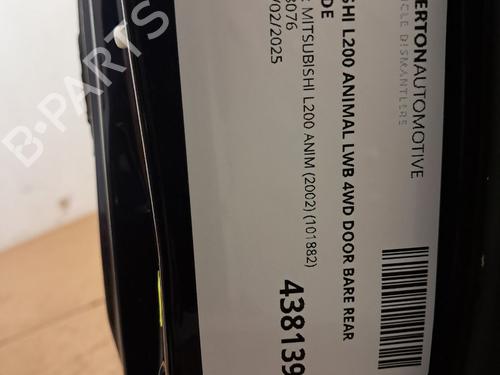 B-PARTS
ERTONAUTOMOTIVE
CLE DISMANTLERS
SHI L200 ANIMAL LWB 4WD DOOR BARE REAR
DE
: MITSUBISHI L200 ANIM (2002) (101882)
3076
/02/2025
438139